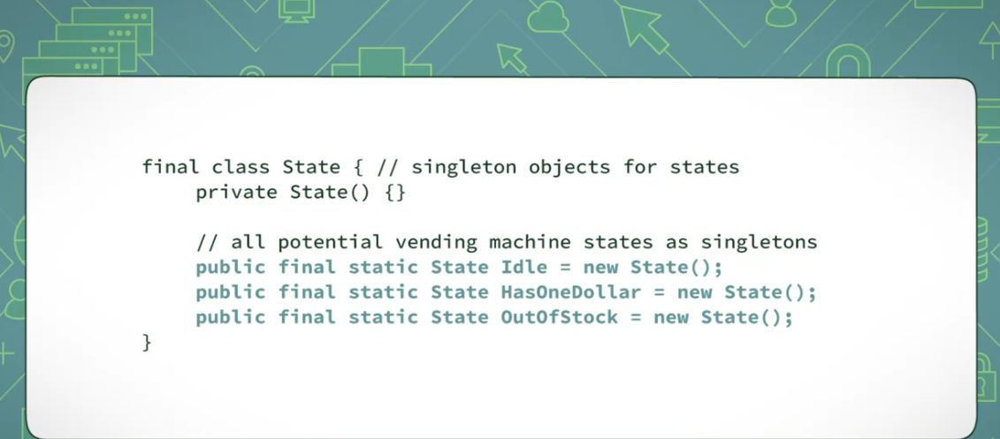 final class State { // singleton objects for states
private State() {}
// all potential vending machine states as singletons
public final static State Idle = new State();
public final static State HasOneDollar = new State();
public final static State OutOfStock = new State();
}